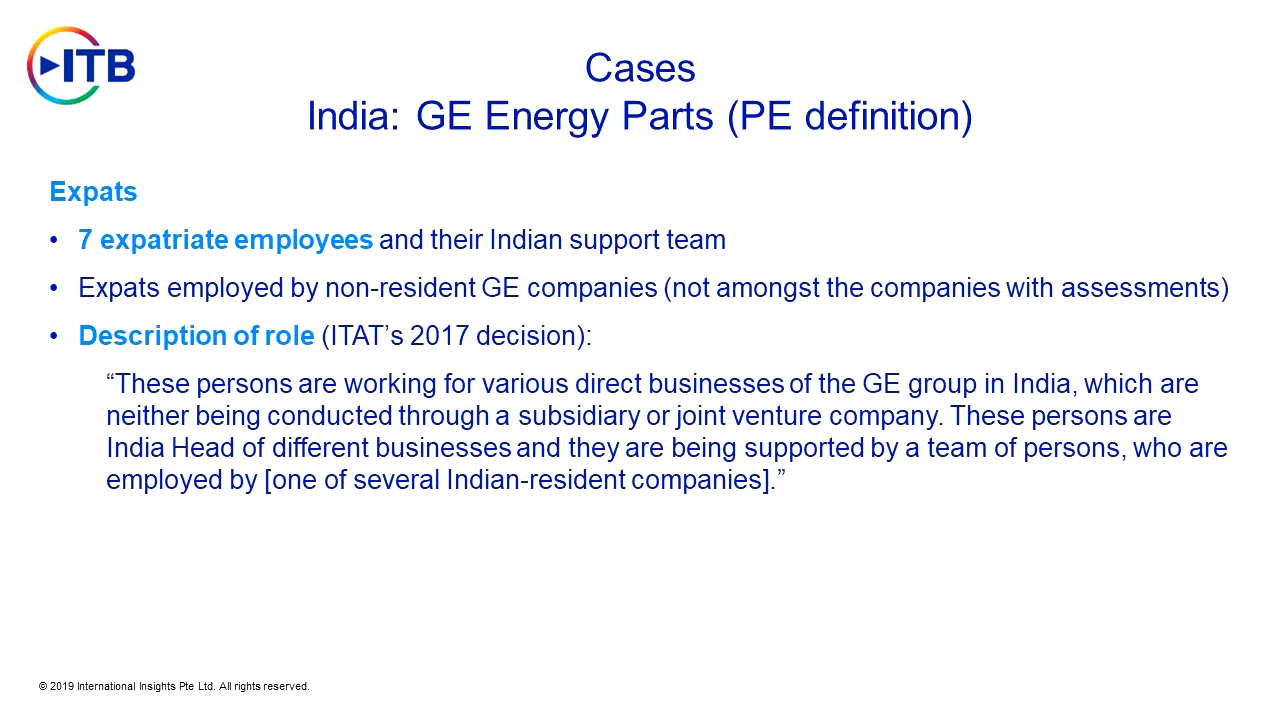 ITB
Cases
India: GE Energy Parts (PE definition)
Expats
• 7 expatriate employees and their Indian support team
• Expats employed by non-resident GE companies (not amongst the companies with assessments)
• Description of role (ITAT’s 2017 decision):
“These persons are working for various direct businesses of the GE group in India, which are
neither being conducted through a subsidiary or joint venture company. These persons are
India Head of different businesses and they are being supported by a team of persons, who are
employed by [one of several Indian-resident companies].”
© 2019 International Insights Pte Ltd. All rights reserved.